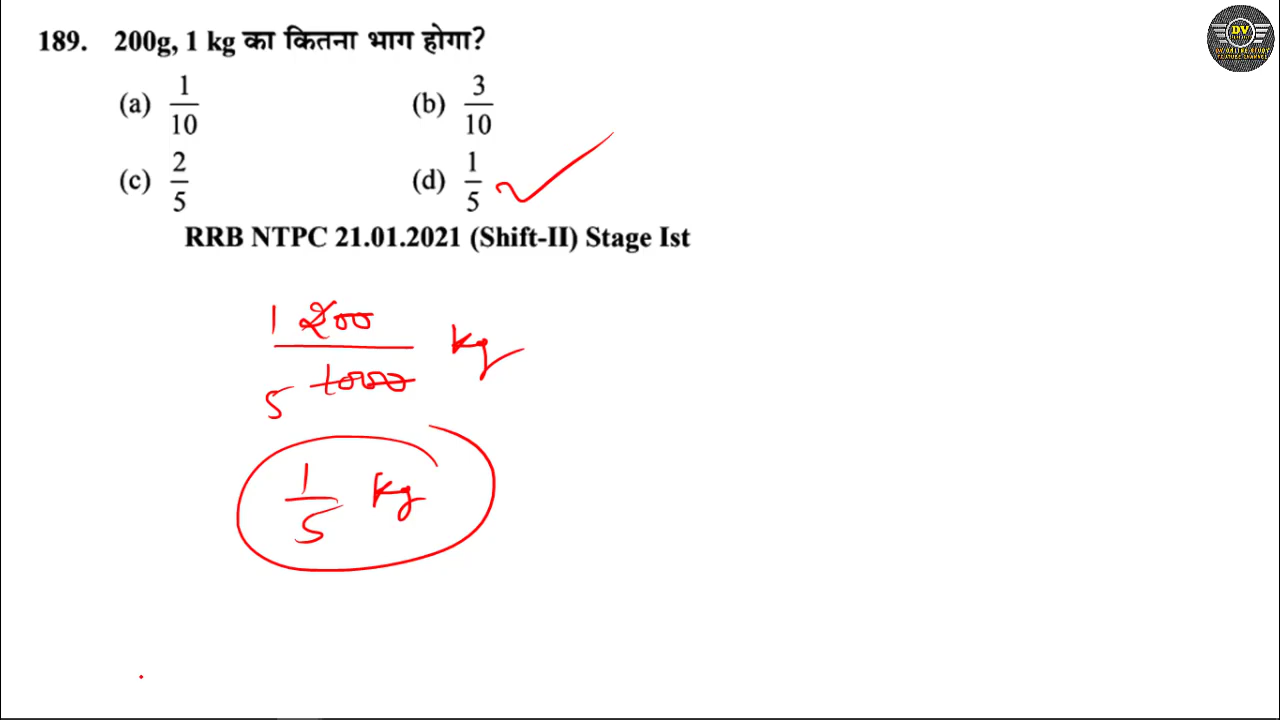 189. 200g, 1 kg का कितना भाग होगा?
(a) 1/10 (b) 3/10
(c) 2/5 (d) 1/5
RRB NTPC 21.01.2021 (Shift-II) Stage Ist
1 200
5 1000 kg
1/5 kg
DV